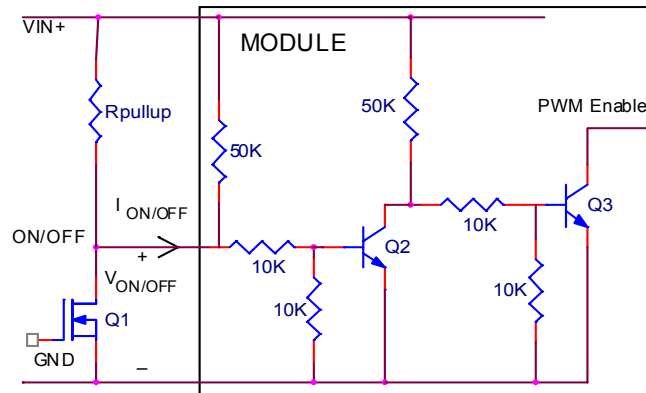 VIN+
MODULE
Rpullup
50K
50K
PWM Enable
I ON/OFF
Q3
ON/OFF
+
Q2
10K
10K
V ON/OFF
10K
10K
Q1
GND
–